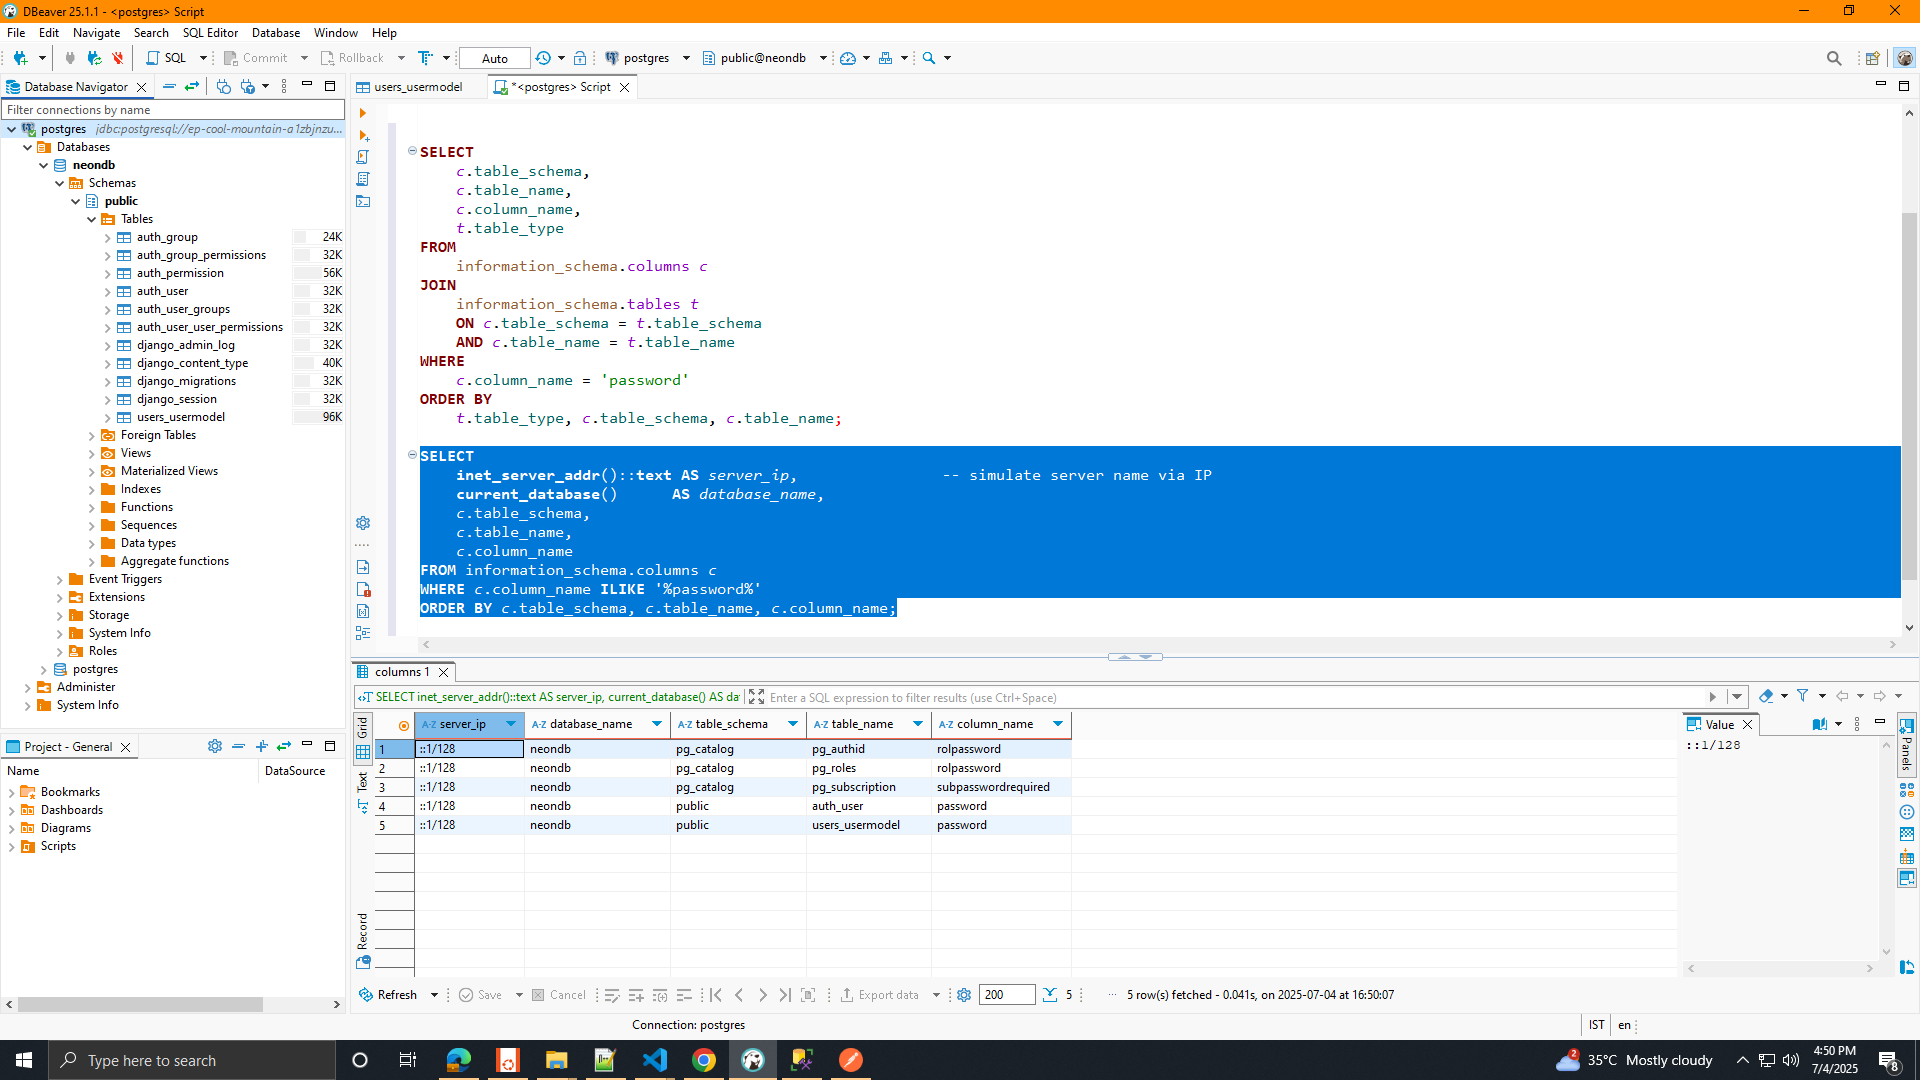 DBeaver 25.1.1 - <postgres> Script
File Edit Navigate Search SQL Editor Database Window Help
SQL Commit Rollback Auto postgres public@neondb
Database Navigator
users_usermodel
*<postgres> Script
Filter connections by name
postgres jdbc:postgresql://ep-cool-mountain-a1zbjnzu...
Databases
neondb
Schemas
public
Tables
auth_group 24K
auth_group_permissions 32K
auth_permission 56K
auth_user 32K
auth_user_groups 32K
auth_user_user_permissions 32K
django_admin_log 32K
django_content_type 40K
django_migrations 32K
django_session 32K
users_usermodel 96K
Foreign Tables
Views
Materialized Views
Indexes
Functions
Sequences
Data types
Aggregate functions
Event Triggers
Extensions
Storage
System Info
Roles
postgres
Administer
System Info
SELECT
c.table_schema,
c.table_name,
c.column_name,
t.table_type
FROM
information_schema.columns c
JOIN
information_schema.tables t
ON c.table_schema = t.table_schema
AND c.table_name = t.table_name
WHERE
c.column_name = 'password'
ORDER BY
t.table_type, c.table_schema, c.table_name;
SELECT
inet_server_addr()::text AS server_ip, -- simulate server name via IP
current_database() AS database_name,
c.table_schema,
c.table_name,
c.column_name
FROM information_schema.columns c
WHERE c.column_name ILIKE '%password%'
ORDER BY c.table_schema, c.table_name, c.column_name;
Project - General
Name DataSource
Bookmarks
Dashboards
Diagrams
Scripts
columns 1
SELECT inet_server_addr()::text AS server_ip, current_database() AS da
Enter a SQL expression to filter results (use Ctrl+Space)
Grid
Text
Record
A-Z server_ip A-Z database_name A-Z table_schema A-Z table_name A-Z column_name
1 ::1/128 neondb pg_catalog pg_authid rolpassword
2 ::1/128 neondb pg_catalog pg_roles rolpassword
3 ::1/128 neondb pg_catalog pg_subscription subpasswordrequired
4 ::1/128 neondb public auth_user password
5 ::1/128 neondb public users_usermodel password
Value
::1/128
Panels
Refresh Save Cancel Export data 200 5 5 row(s) fetched - 0.041s, on 2025-07-04 at 16:50:07
Connection: postgres
IST en
Type here to search
2
35°C Mostly cloudy
4:50 PM
7/4/2025
8